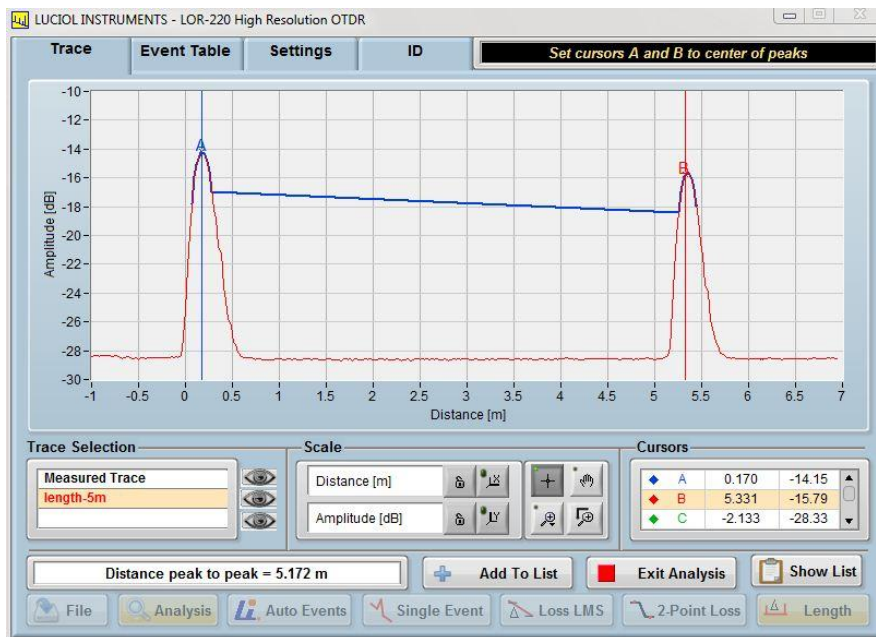 LUCIOL INSTRUMENTS - LOR-220 High Resolution OTDR
Trace Event Table Settings ID Set cursors A and B to center of peaks
-10
-12
-14
-16
-18
-20
-22
-24
-26
-28
-30
Amplitude [dB]
A
B
-1 -0.5 0 0.5 1 1.5 2 2.5 3 3.5 4 4.5 5 5.5 6 6.5 7
Distance [m]
Trace Selection
Measured Trace
length-5m
Scale
Distance [m]
Amplitude [dB]
Cursors
A 0.170 -14.15
B 5.331 -15.79
C -2.133 -28.33
Distance peak to peak = 5.172 m
Add To List
Exit Analysis
Show List
File
Analysis
Auto Events
Single Event
Loss LMS
2-Point Loss
Length